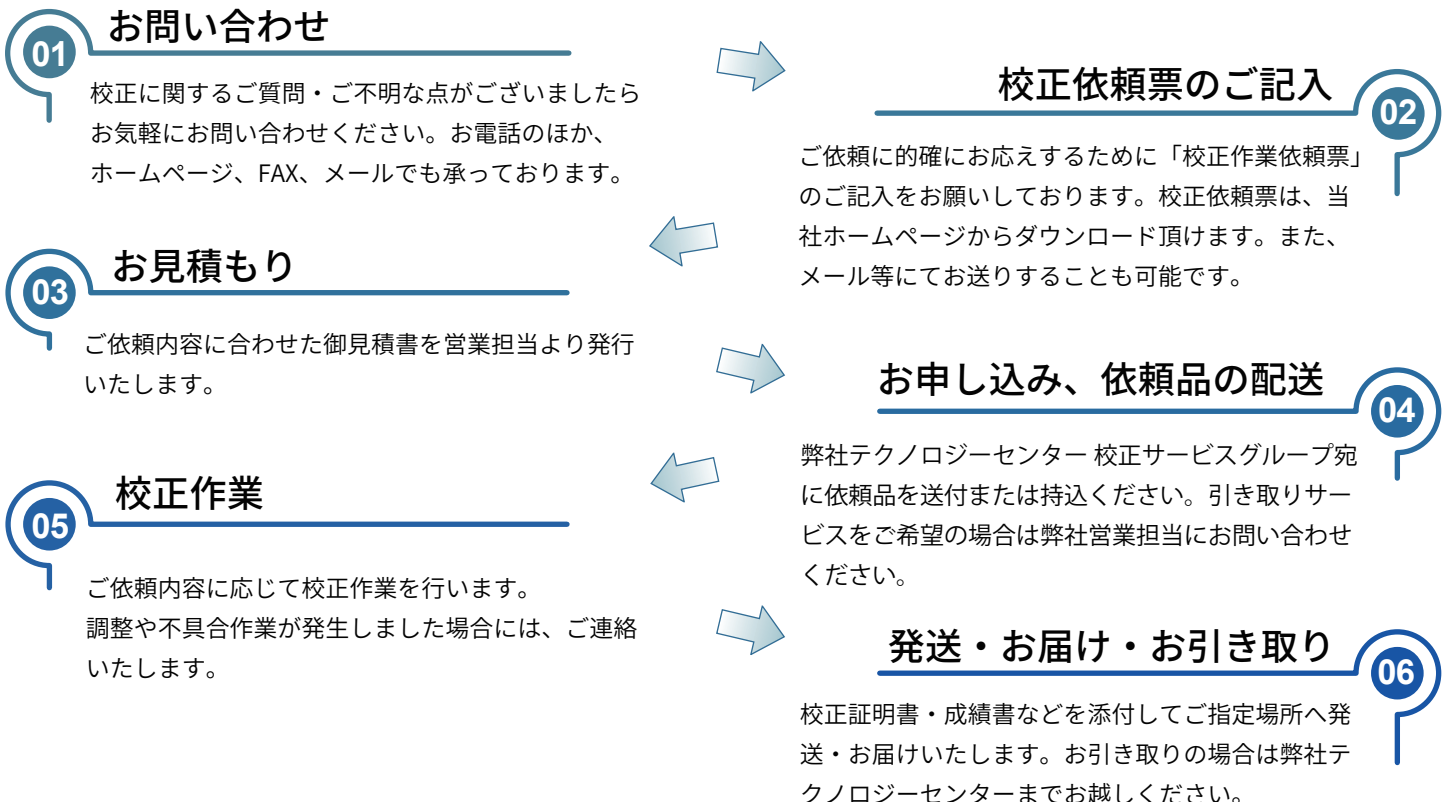 01
お問い合わせ
校正に関するご質問・ご不明な点がございましたら
お気軽にお問い合わせください。お電話のほか、
ホームページ、FAX、メールでも承っております。
02
校正依頼票のご記入
ご依頼に的確にお応えするために「校正作業依頼票」
のご記入をお願いしております。校正依頼票は、当
社ホームページからダウンロード頂けます。また、
メール等にてお送りすることも可能です。
03
お見積もり
ご依頼内容に合わせた御見積書を営業担当より発行
いたします。
04
お申し込み、依頼品の配送
弊社テクノロジーセンター 校正サービスグループ宛
に依頼品を送付または持込ください。引き取りサー
ビスをご希望の場合は弊社営業担当にお問い合わせ
ください。
05
校正作業
ご依頼内容に応じて校正作業を行います。
調整や不具合作業が発生しました場合には、ご連絡
いたします。
06
発送・お届け・お引き取り
校正証明書・成績書などを添付してご指定場所へ発
送・お届けいたします。お引き取りの場合は弊社テ
クノロジーセンターまでお越しください。